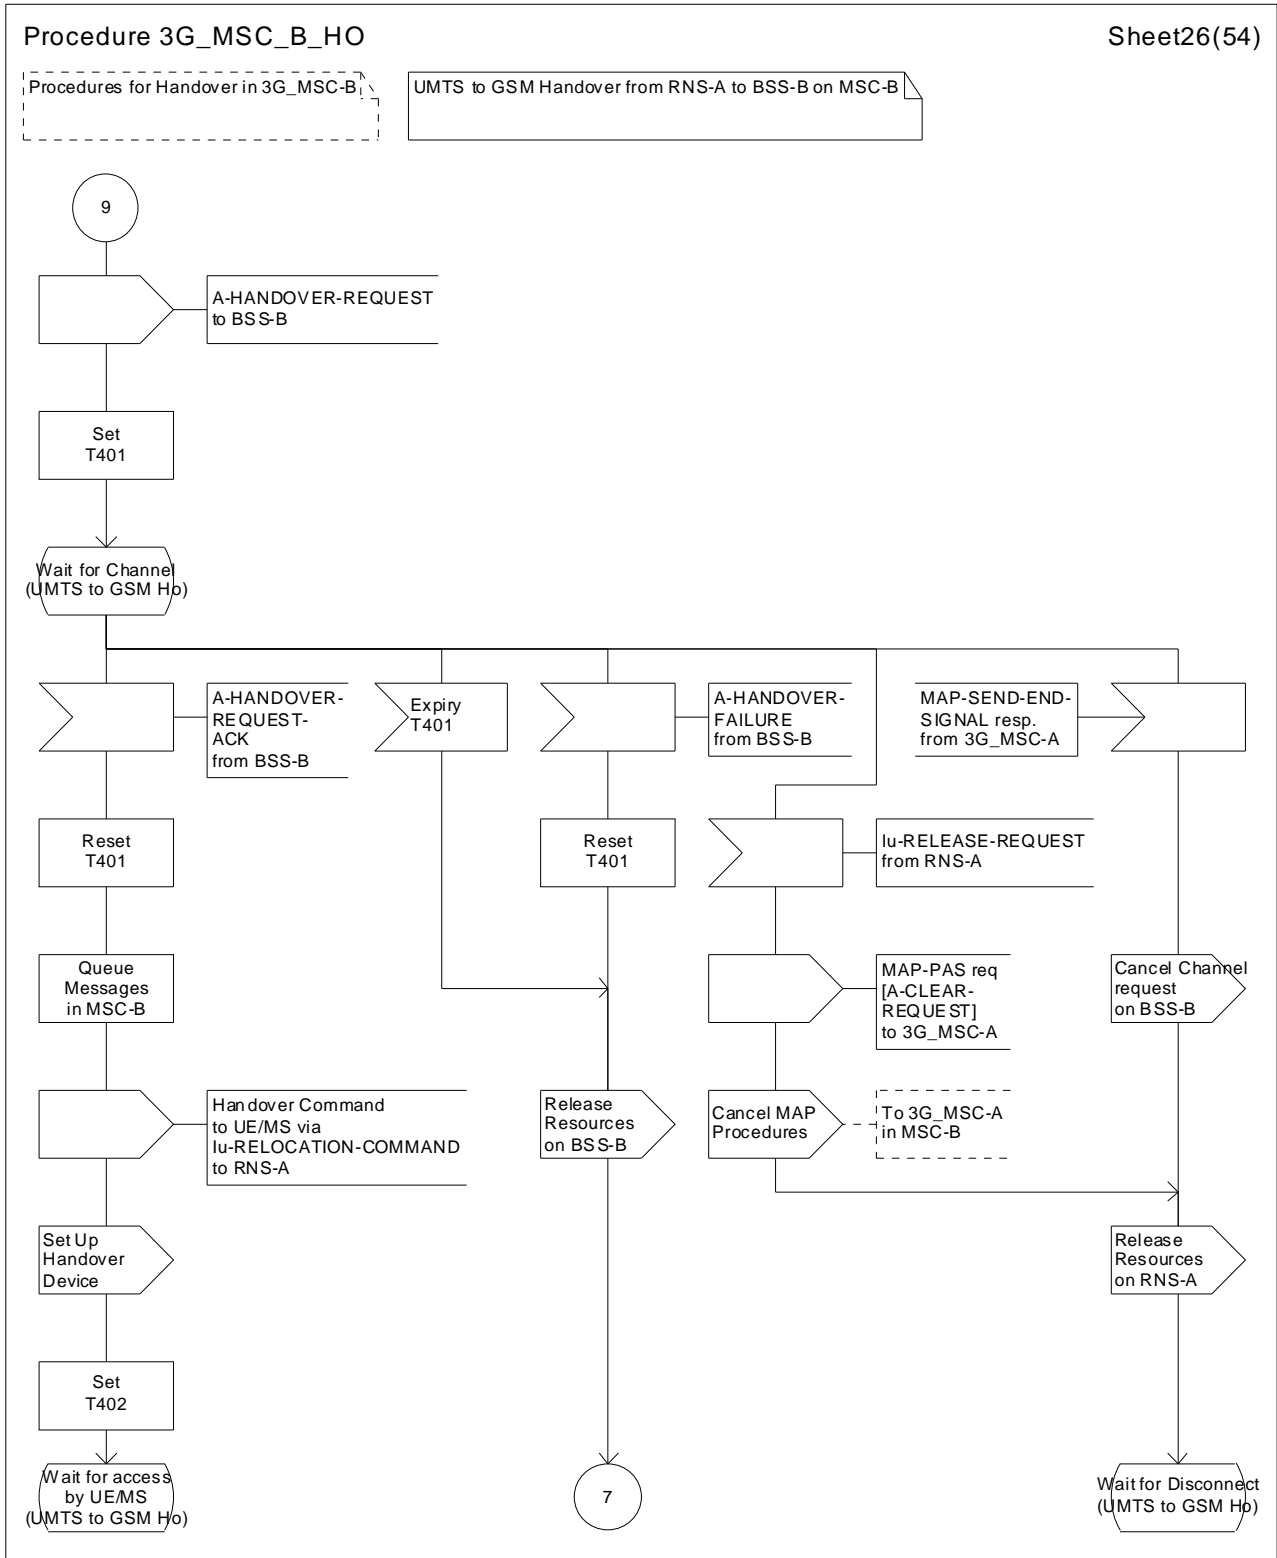 Procedure 3G_MSC_B_HO
Sheet26(54)
Procedures for Handover in 3G_MSC-B
UMTS to GSM Handover from RNS-A to BSS-B on MSC-B
9
A-HANDOVER-REQUEST
to BSS-B
Set
T401
Wait for Channel
(UMTS to GSM Ho)
A-HANDOVER-
REQUEST-
ACK
from BSS-B
Expiry
T401
A-HANDOVER-
FAILURE
from BSS-B
MAP-SEND-END-
SIGNAL resp.
from 3G_MSC-A
Reset
T401
Reset
T401
Iu-RELEASE-REQUEST
from RNS-A
Queue
Messages
in MSC-B
MAP-PAS req
[A-CLEAR-
REQUEST]
to 3G_MSC-A
Cancel Channel
request
on BSS-B
Handover Command
to UE/MS via
Iu-RELOCATION-COMMAND
to RNS-A
Release
Resources
on BSS-B
Cancel MAP
Procedures
To 3G_MSC-A
in MSC-B
Set Up
Handover
Device
Release
Resources
on RNS-A
Set
T402
Wait for access
by UE/MS
(UMTS to GSM Ho)
7
Wait for Disconnect
(UMTS to GSM Ho)